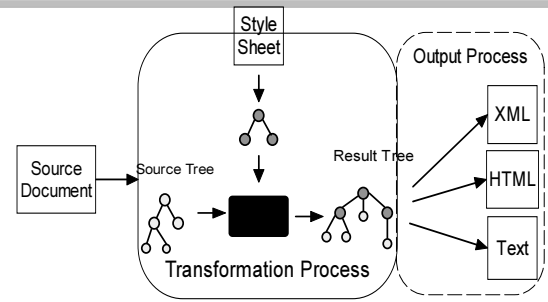 Style
Sheet
Output Process
XML
Source
Document
Source Tree
Result Tree
HTML
Text
Transformation Process